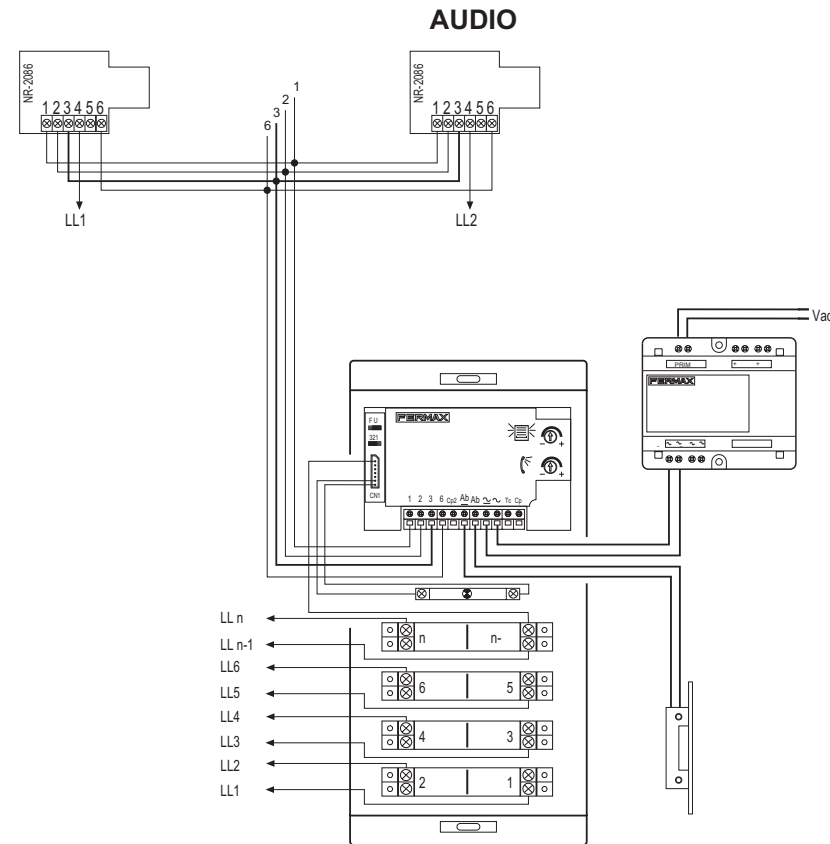 AUDIO
NR-2086
1 2 3 4 5 6
LL1
1
2
3
6
NR-2086
1 2 3 4 5 6
LL2
Vac
PRIM
FERMAX
FERMAX
F U
321
CN1
- +
- +
1 2 3 6 Cp2 Ab Ab Tc Cp
LL n
n n-
LL n-1
LL6
6 5
LL5
LL4
4 3
LL3
LL2
2 1
LL1